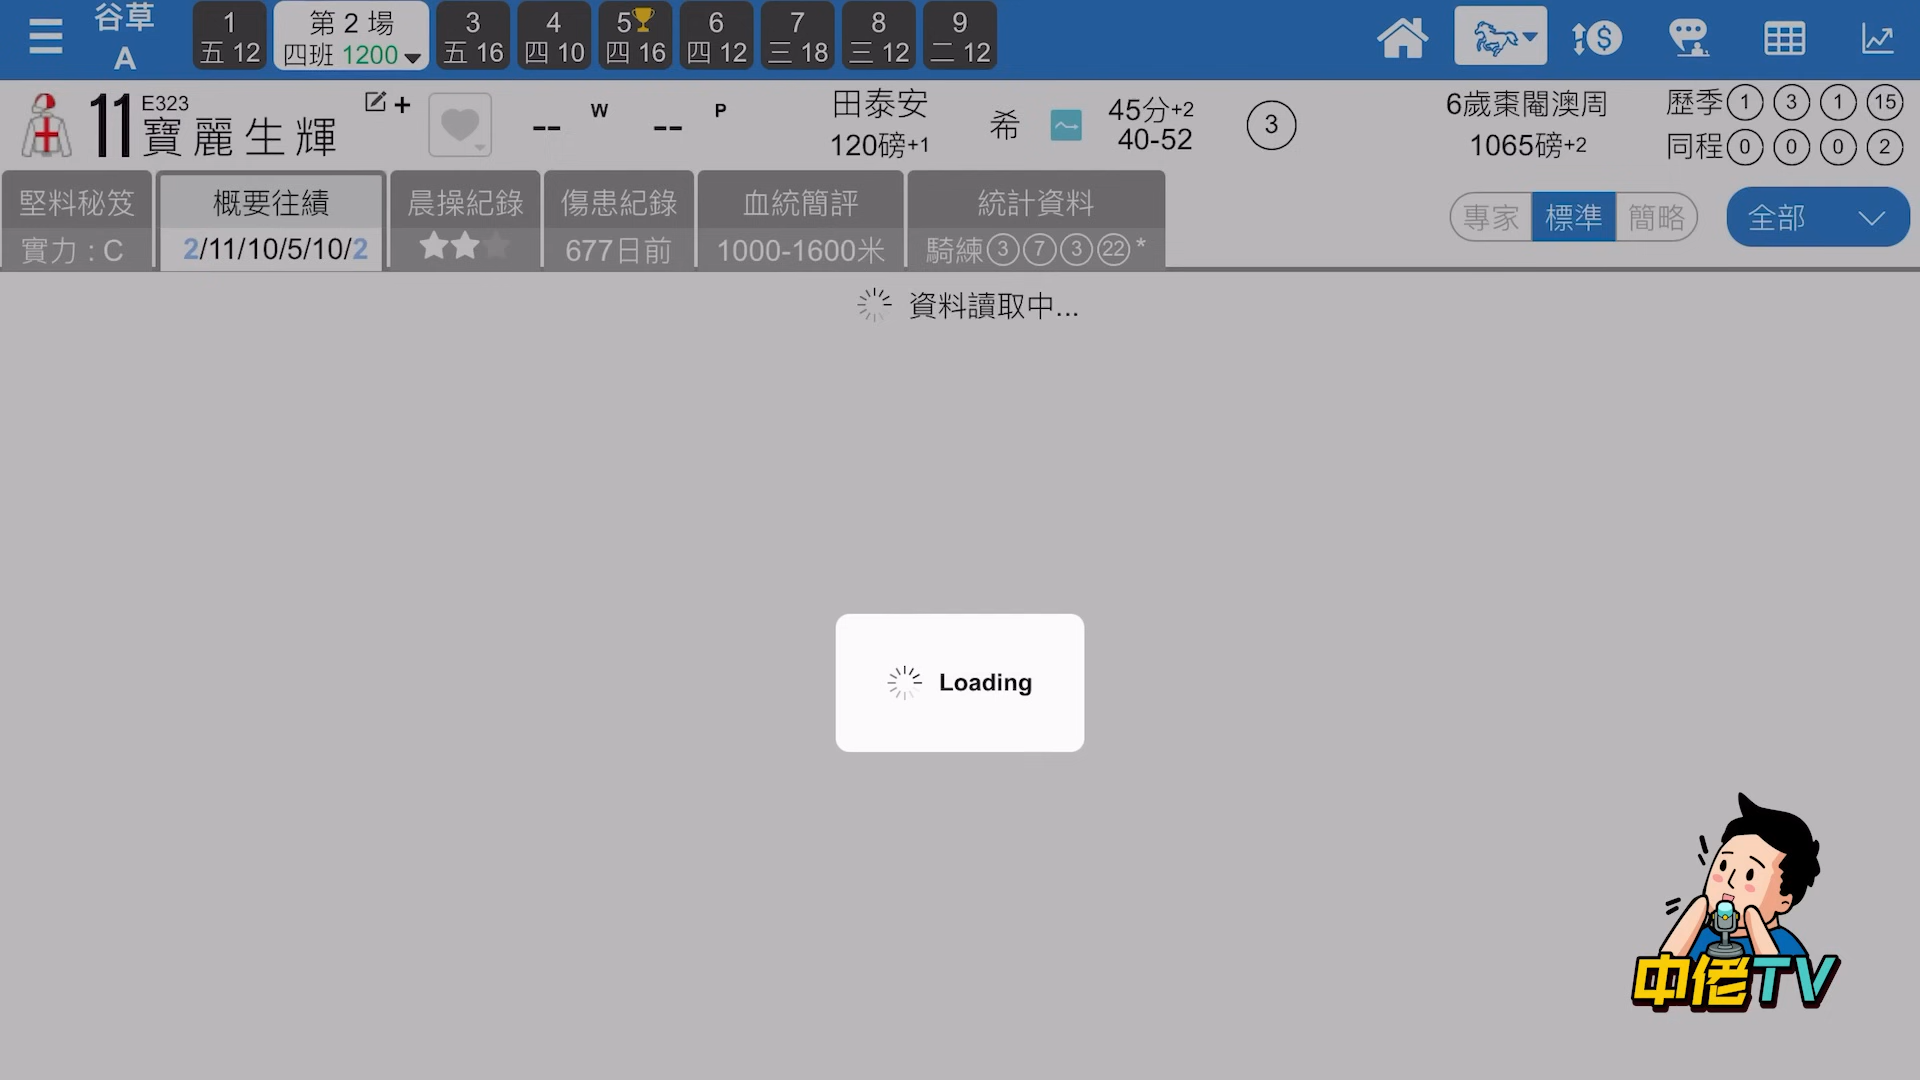 谷草
A
1
五 12
第 2 場
四班 1200
3
五 16
4
四 10
5
四 16
6
四 12
7
三 18
8
三 12
9
二 12
11
E323
寶麗生輝
-- W -- P
田泰安
120磅+1
希
45分+2
40-52
3
6歲棗閹澳周
1065磅+2
歷季 1 3 1 15
同程 0 0 0 2
堅料秘笈
實力 : C
概要往績
2/11/10/5/10/2
晨操紀錄
傷患紀錄
677日前
血統簡評
1000-1600米
統計資料
騎練 3 7 3 22 *
專家
標準
簡略
全部
資料讀取中...
Loading
中佬TV